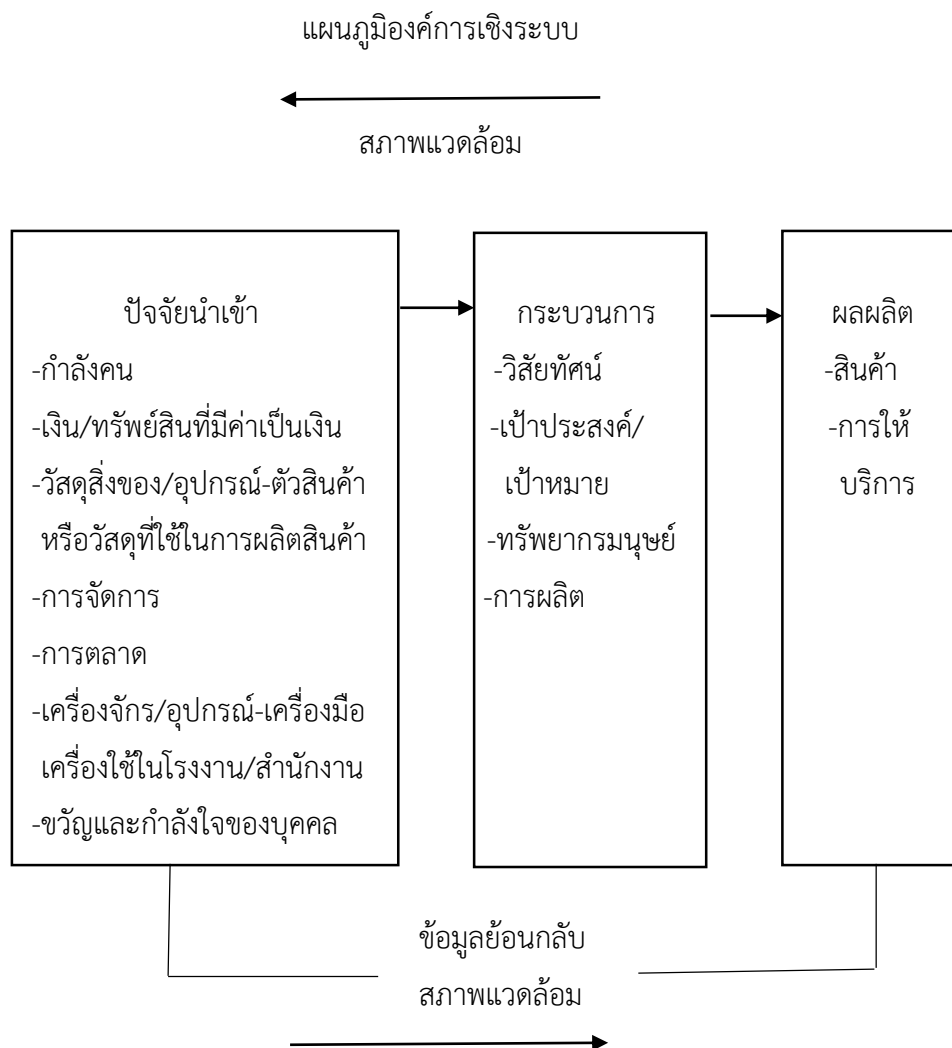 แผนภูมิองค์การเชิงระบบ
สภาพแวดล้อม
ปัจจัยนำเข้า
-กำลังคน
-เงิน/ทรัพย์สินที่มีค่าเป็นเงิน
-วัสดุสิ่งของ/อุปกรณ์-ตัวสินค้า
หรือวัสดุที่ใช้ในการผลิตสินค้า
-การจัดการ
-การตลาด
-เครื่องจักร/อุปกรณ์-เครื่องมือ
เครื่องใช้ในโรงงาน/สำนักงาน
-ขวัญและกำลังใจของบุคคล
กระบวนการ
-วิสัยทัศน์
-เป้าประสงค์/
เป้าหมาย
-ทรัพยากรมนุษย์
-การผลิต
ผลผลิต
-สินค้า
-การให้
บริการ
ข้อมูลย้อนกลับ
สภาพแวดล้อม